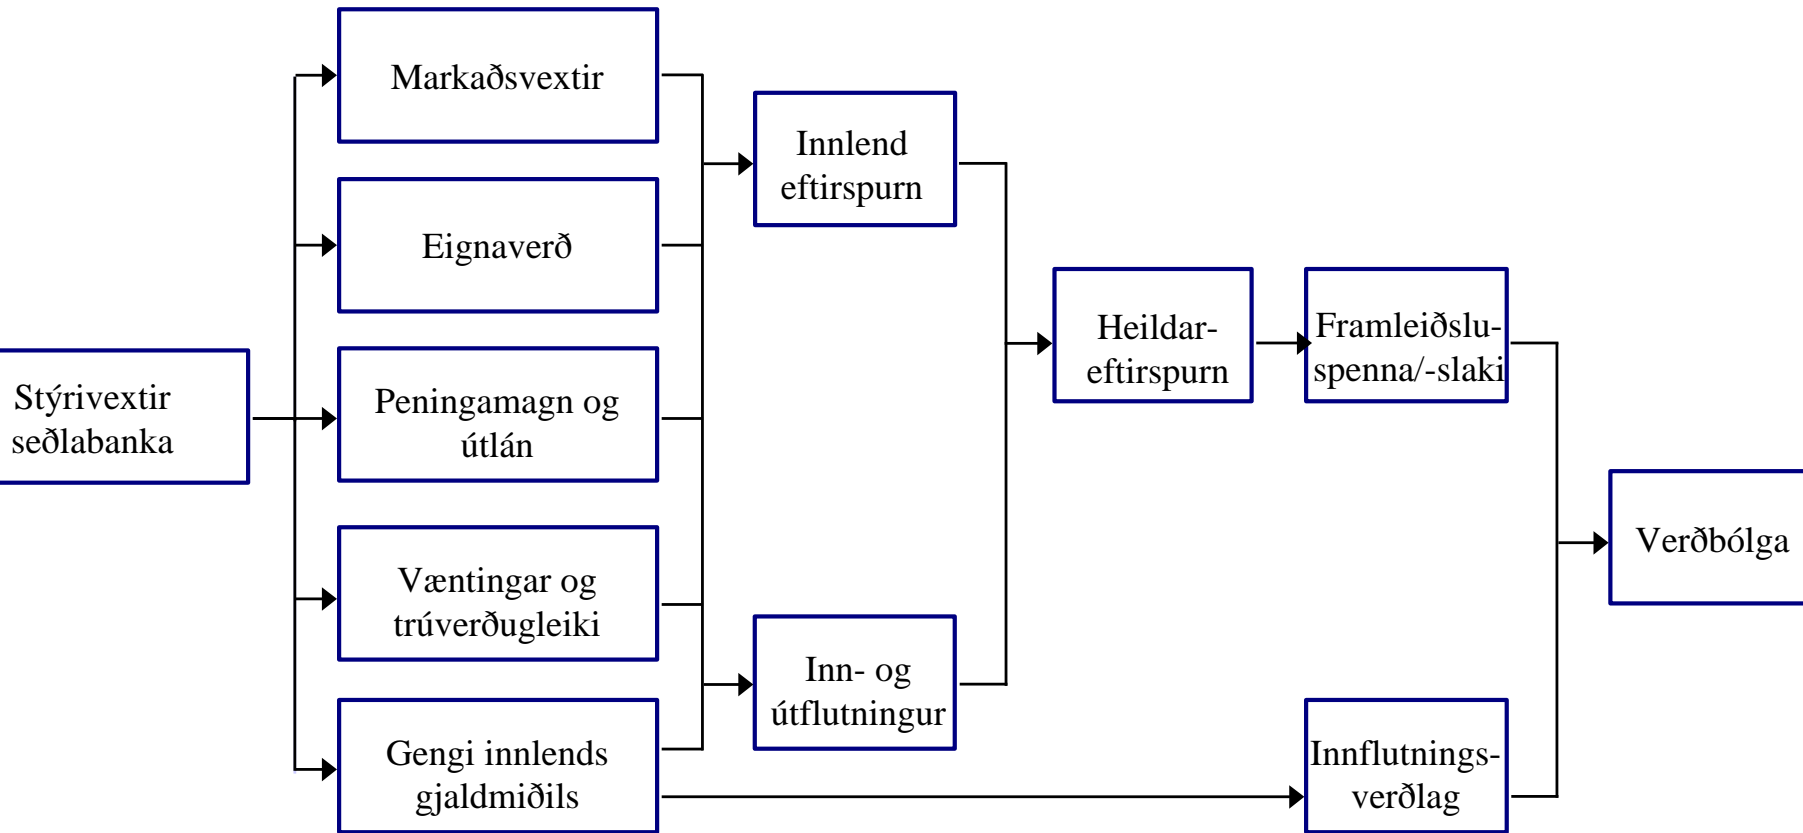 Stýrivextir
seðlabanka
Markaðsvextir
Eignaverð
Peningamagn og
útlán
Væntingar og
trúverðugleiki
Gengi innlends
gjaldmiðils
Innlend
eftirspurn
Inn- og
útflutningur
Heildar-
eftirspurn
Framleiðslu-
spenna/-slaki
Innflutnings-
verðlag
Verðbólga